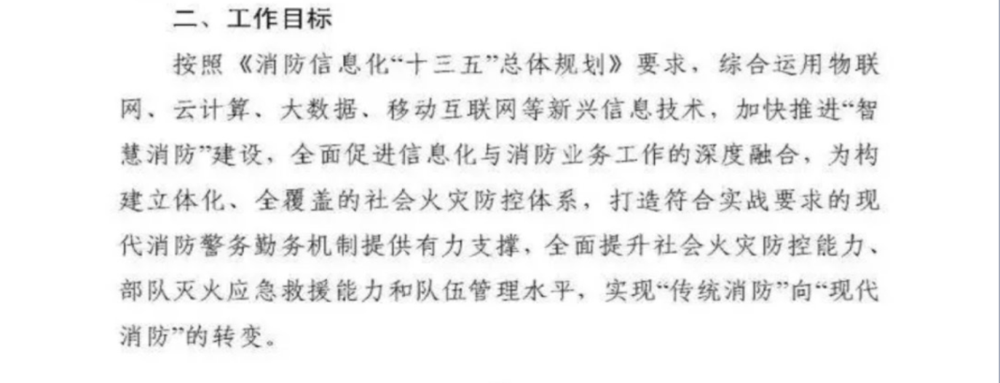 二、工作目标
按照《消防信息化“十三五”总体规划》要求，综合运用物联
网、云计算、大数据、移动互联网等新兴信息技术，加快推进“智
慧消防”建设，全面促进信息化与消防业务工作的深度融合，为构
建立体化、全覆盖的社会火灾防控体系，打造符合实战要求的现
代消防警务勤务机制提供有力支撑，全面提升社会火灾防控能力、
部队灭火应急救援能力和队伍管理水平，实现“传统消防”向“现代
消防”的转变。